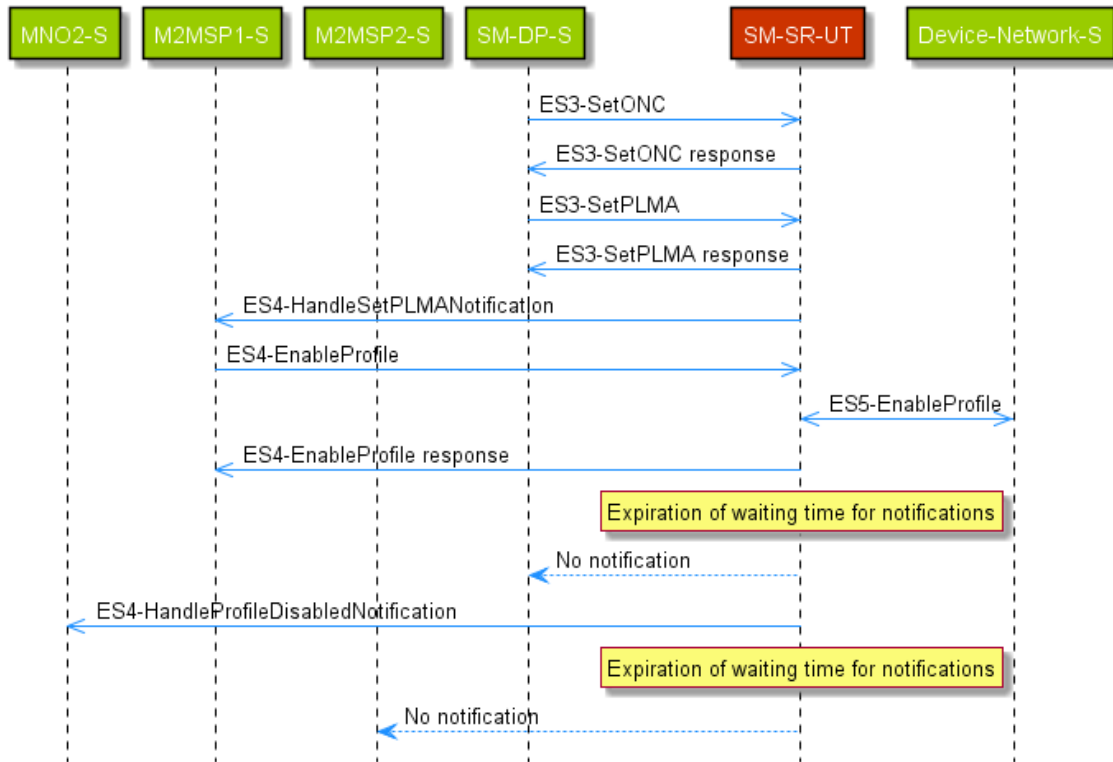 MNO2-S
M2MSP1-S
M2MSP2-S
SM-DP-S
SM-SR-UT
Device-Network-S
ES3-SetONC
ES3-SetONC response
ES3-SetPLMA
ES3-SetPLMA response
ES4-HandleSetPLMANotification
ES4-EnableProfile
ES5-EnableProfile
ES4-EnableProfile response
Expiration of waiting time for notifications
No notification
ES4-HandleProfileDisabledNotification
Expiration of waiting time for notifications
No notification